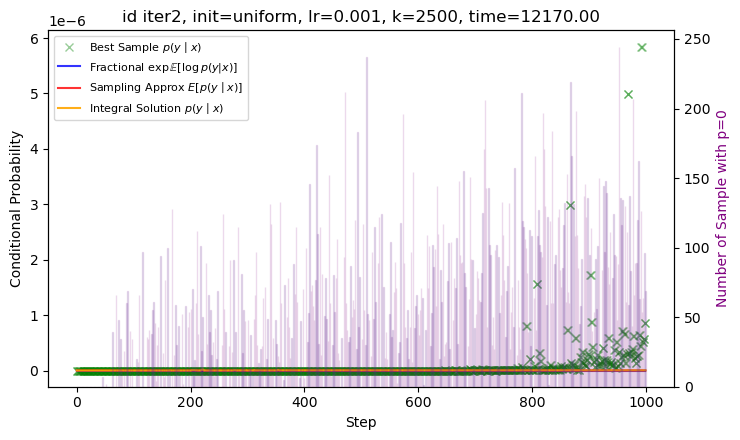 id iter2, init=uniform, lr=0.001, k=2500, time=12170.00
1e−6
Best Sample p(y | x)
Fractional exp𝔼[log p(y|x)]
Sampling Approx E[p(y | x)]
Integral Solution p(y | x)
6
5
4
3
2
1
0
Conditional Probability
250
200
150
100
50
0
Number of Sample with p=0
0
200
400
600
800
1000
Step